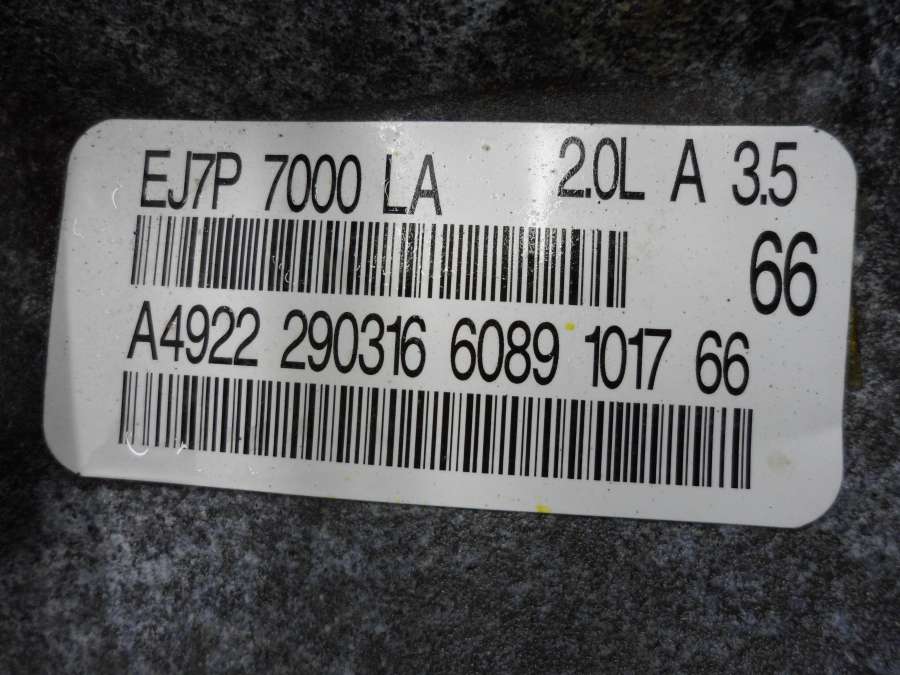 EJ7P 7000 LA 2.0L A 3.5
66
A4922 290316 6089 1017 66